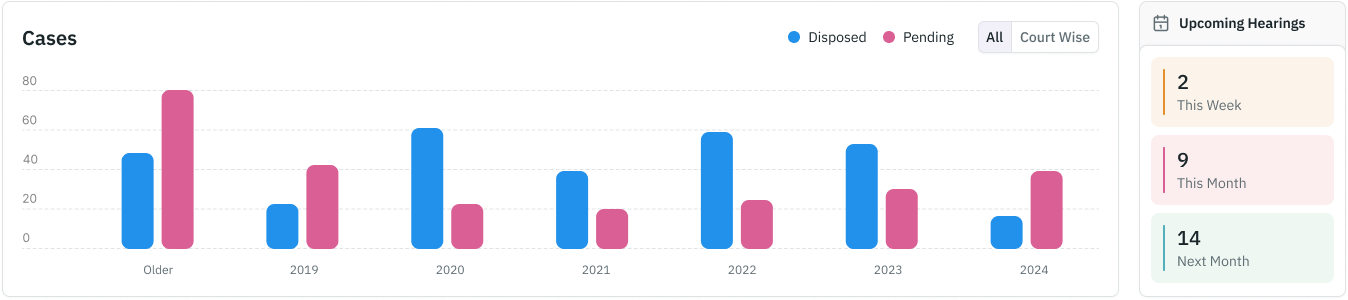 Cases
Disposed
Pending
All
Court Wise
80
60
40
20
0
Older
2019
2020
2021
2022
2023
2024
Upcoming Hearings
2
This Week
9
This Month
14
Next Month